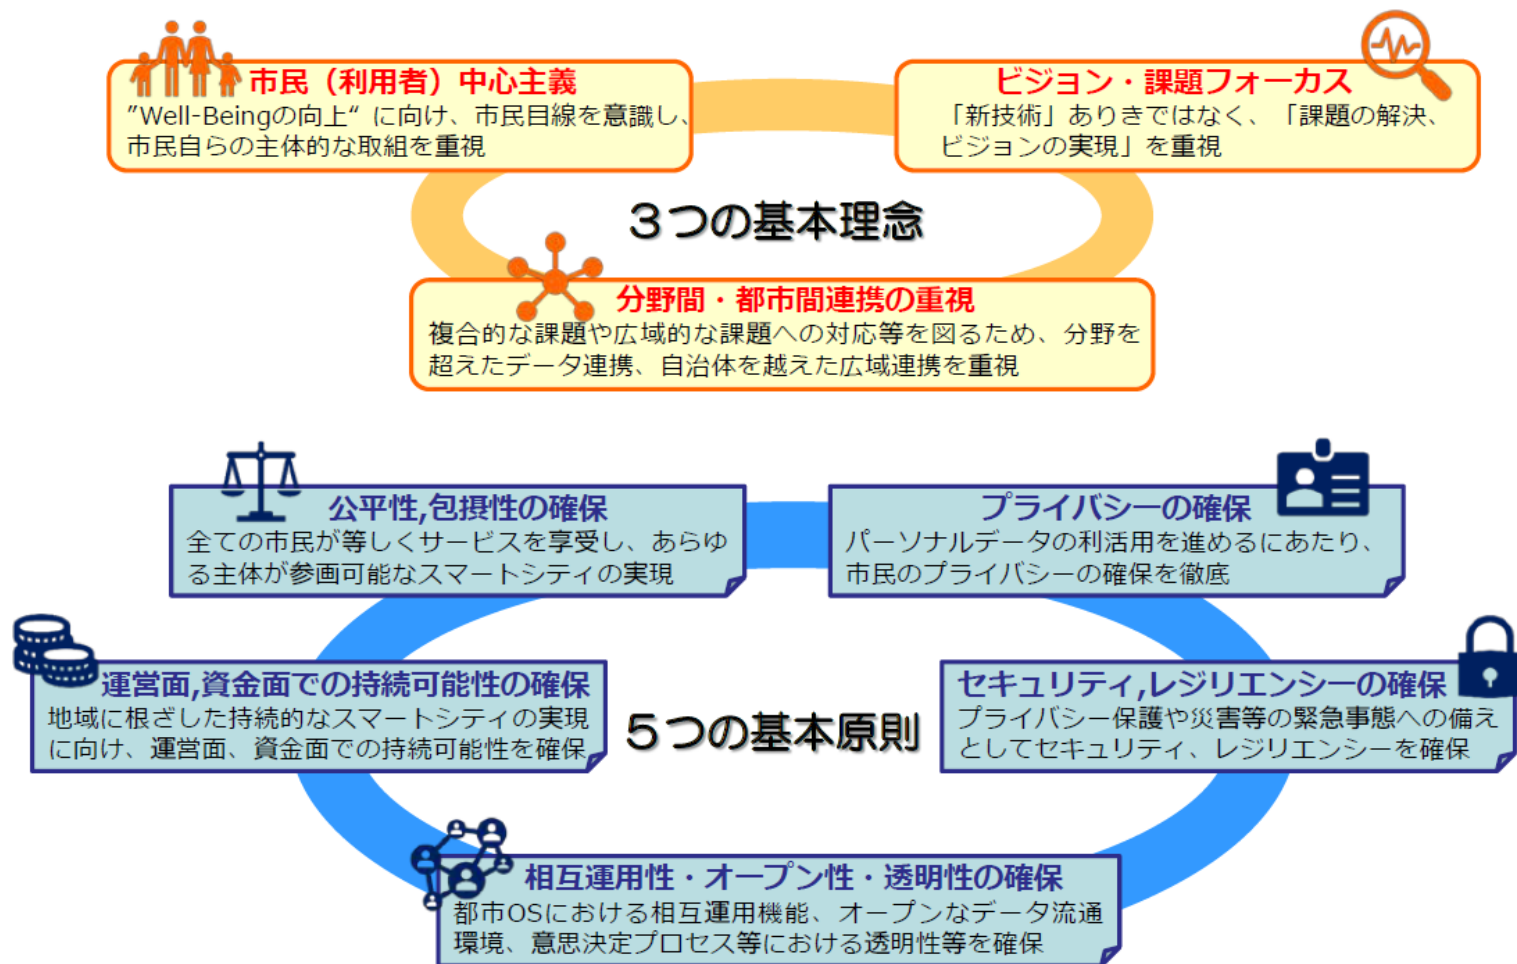 市民（利用者）中心主義
”Well-Beingの向上“ に向け、市民目線を意識し、
市民自らの主体的な取組を重視
ビジョン・課題フォーカス
「新技術」ありきではなく、「課題の解決、
ビジョンの実現」を重視
３つの基本理念
分野間・都市間連携の重視
複合的な課題や広域的な課題への対応等を図るため、分野を
超えたデータ連携、自治体を越えた広域連携を重視
公平性,包摂性の確保
全ての市民が等しくサービスを享受し、あらゆ
る主体が参画可能なスマートシティの実現
プライバシーの確保
パーソナルデータの利活用を進めるにあたり、
市民のプライバシーの確保を徹底
運営面,資金面での持続可能性の確保
地域に根ざした持続的なスマートシティの実現
に向け、運営面、資金面での持続可能性を確保
５つの基本原則
セキュリティ,レジリエンシーの確保
プライバシー保護や災害等の緊急事態への備え
としてセキュリティ、レジリエンシーを確保
相互運用性・オープン性・透明性の確保
都市OSにおける相互運用機能、オープンなデータ流通
環境、意思決定プロセス等における透明性等を確保